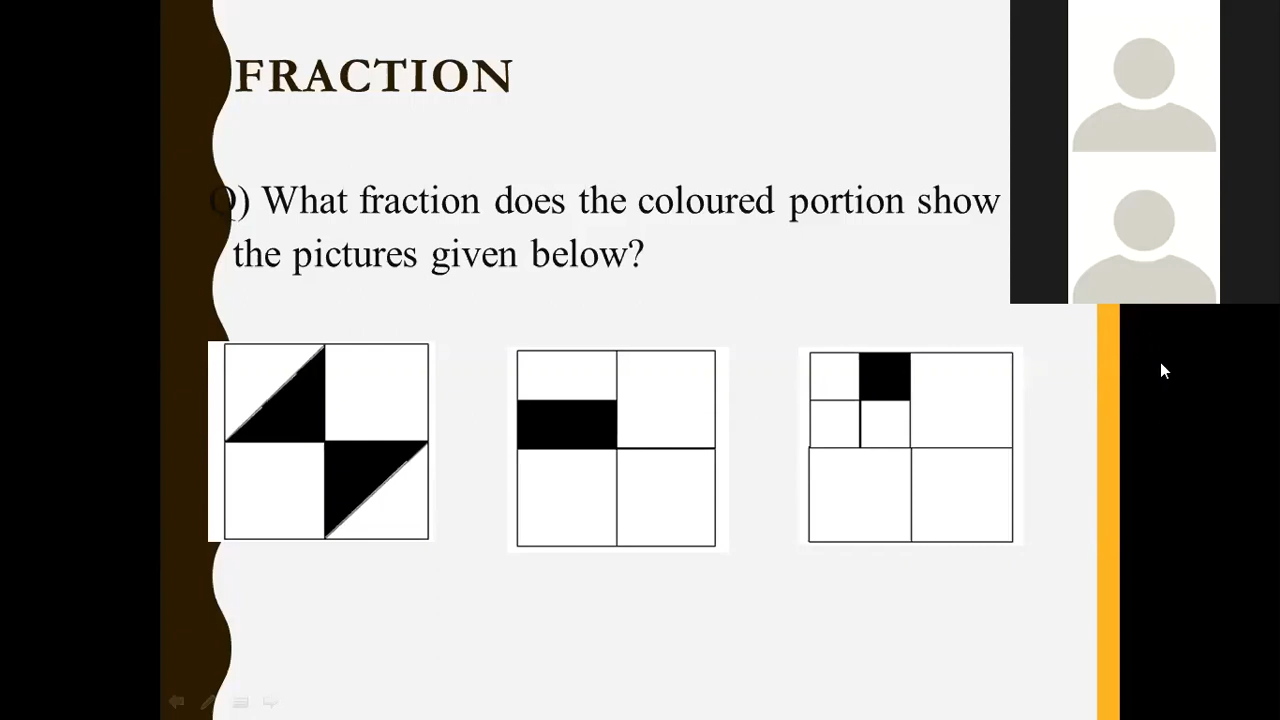 FRACTION
Q) What fraction does the coloured portion show
the pictures given below?